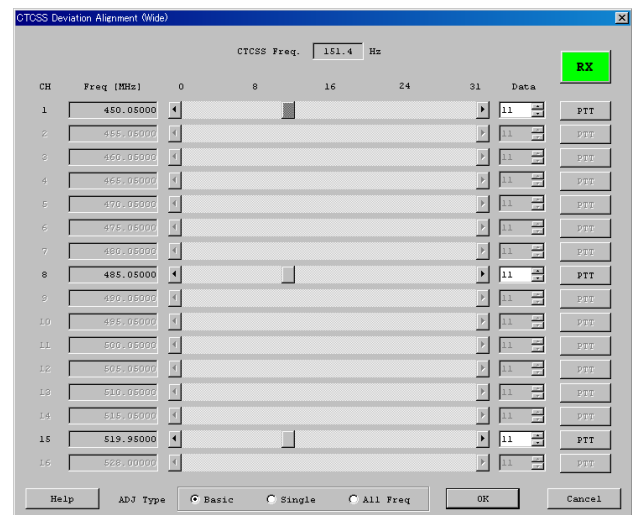 CTCSS Deviation Alignment (Wide)
CTCSS Freq. 151.4 Hz
RX
CH Freq [MHz] 0 8 16 24 31 Data
1 450.05000 11 PTT
2 455.05000 11 PTT
3 460.05000 11 PTT
4 465.05000 11 PTT
5 470.05000 11 PTT
6 475.05000 11 PTT
7 480.05000 11 PTT
8 485.05000 11 PTT
9 490.05000 11 PTT
10 495.05000 11 PTT
11 500.05000 11 PTT
12 505.05000 11 PTT
13 510.05000 11 PTT
14 515.05000 11 PTT
15 519.95000 11 PTT
16 528.00000 11 PTT
Help ADJ Type Basic Single All Freq OK Cancel